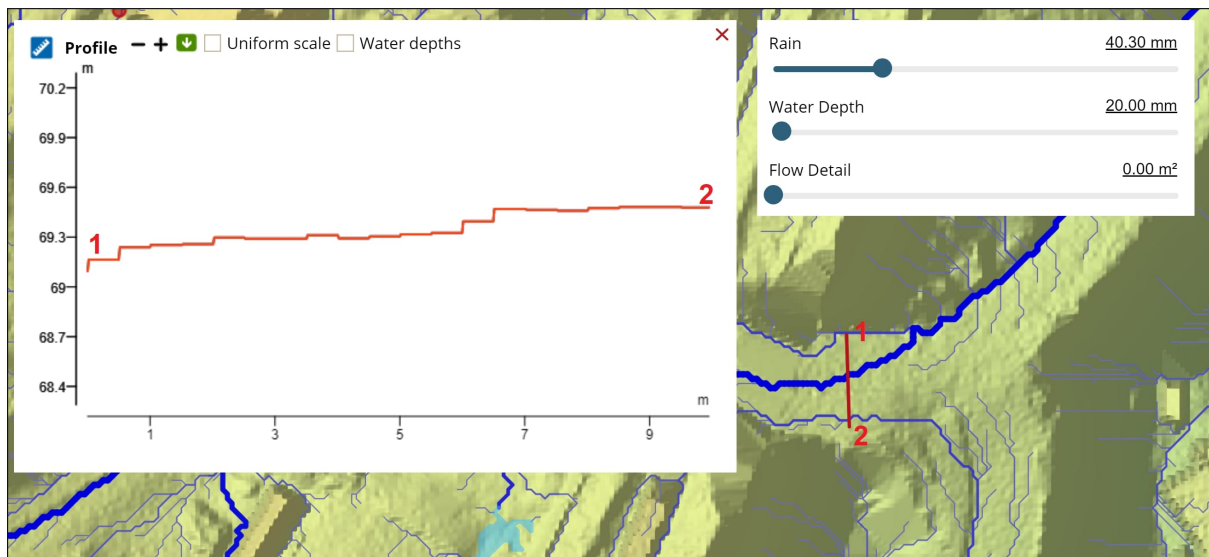 Profile − + Uniform scale Water depths ×
m
70.2
69.9
69.6
69.3
69
68.7
68.4
1
2
m
1 3 5 7 9
Rain 40.30 mm
Water Depth 20.00 mm
Flow Detail 0.00 m²
1
2